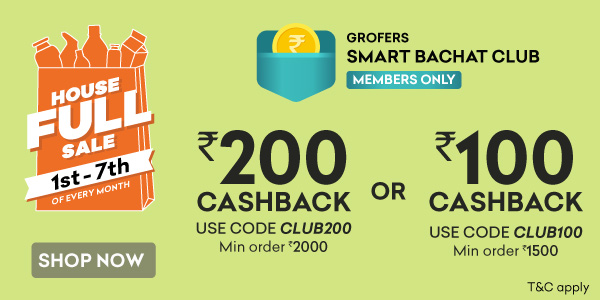 HOUSE
FULL
SALE
1st - 7th
OF EVERY MONTH
SHOP NOW
₹
GROFERS
SMART BACHAT CLUB
MEMBERS ONLY
₹200
CASHBACK
USE CODE CLUB200
Min order ₹2000
OR
₹100
CASHBACK
USE CODE CLUB100
Min order ₹1500
T&C apply